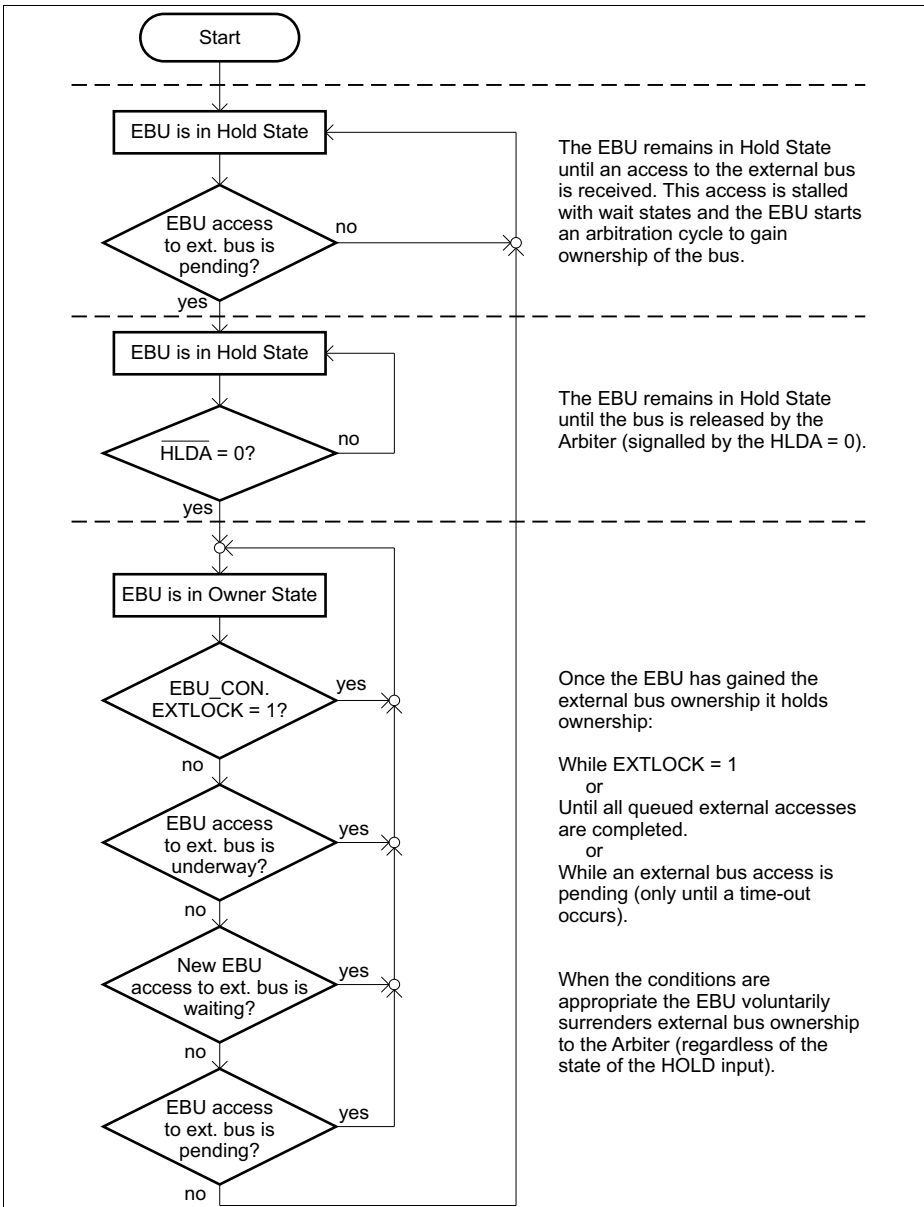 Start
EBU is in Hold State
EBU access
to ext. bus is
pending?
no
yes
The EBU remains in Hold State
until an access to the external bus
is received. This access is stalled
with wait states and the EBU starts
an arbitration cycle to gain
ownership of the bus.
EBU is in Hold State
HLDA = 0?
no
yes
The EBU remains in Hold State
until the bus is released by the
Arbiter (signalled by the HLDA = 0).
EBU is in Owner State
EBU_CON.
EXTLOCK = 1?
yes
no
EBU access
to ext. bus is
underway?
yes
no
New EBU
access to ext. bus is
waiting?
yes
no
EBU access
to ext. bus is
pending?
yes
no
Once the EBU has gained the
external bus ownership it holds
ownership:
While EXTLOCK = 1
or
Until all queued external accesses
are completed.
or
While an external bus access is
pending (only until a time-out
occurs).
When the conditions are
appropriate the EBU voluntarily
surrenders external bus ownership
to the Arbiter (regardless of the
state of the HOLD input).